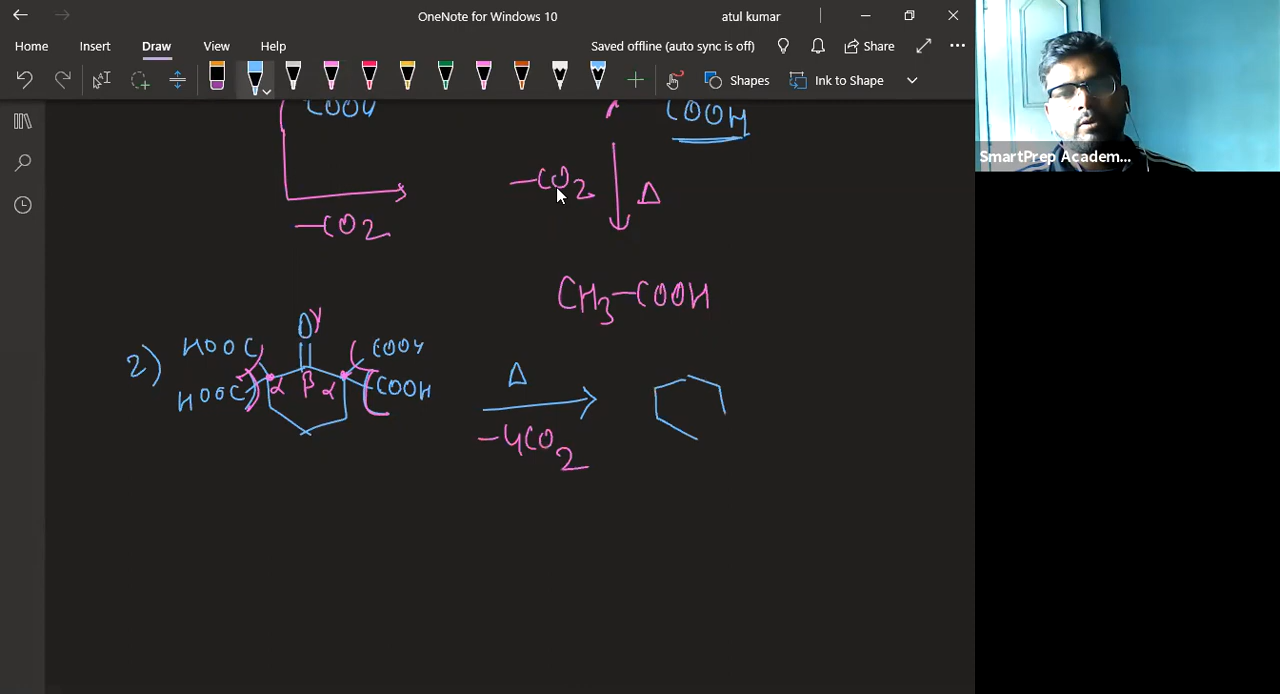 OneNote for Windows 10
atul kumar
Home Insert Draw View Help
Saved offline (auto sync is off)
Share
Shapes
Ink to Shape
SmartPrep Academ...
COOH
COOH
-CO2
Δ
-CO2
CH3-COOH
2)
O γ
HOOC
COOH
HOOC
α β α
COOH
Δ
-4CO2